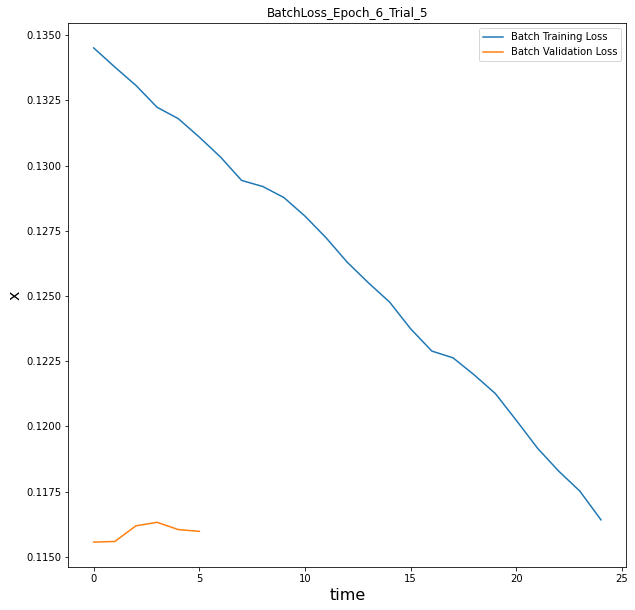 BatchLoss_Epoch_6_Trial_5
Batch Training Loss
Batch Validation Loss
0.1350
0.1325
0.1300
0.1275
0.1250
0.1225
0.1200
0.1175
0.1150
x
0 5 10 15 20 25
time